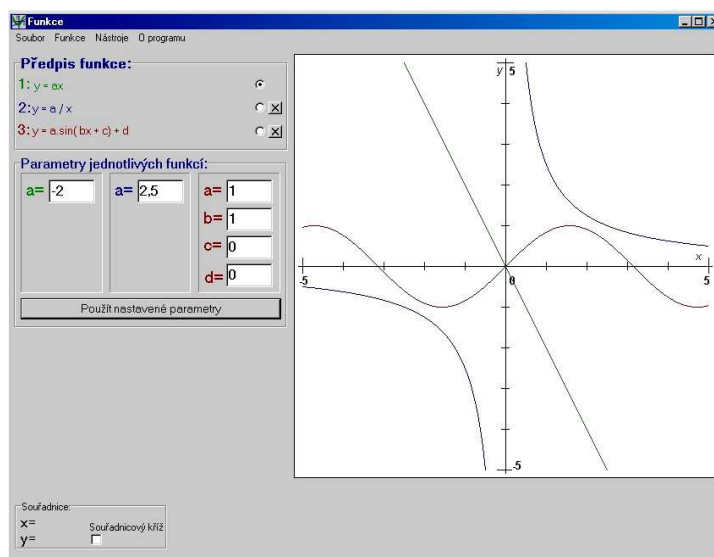 Funkce
Soubor Funkce Nástroje O programu
Předpis funkce:
1: y = ax
2: y = a / x
3: y = a.sin( bx + c) + d
Parametry jednotlivých funkcí:
a= -2 a= 2,5 a= 1
b= 1
c= 0
d= 0
Použít nastavené parametry
y 5
x
-5 0 5
-5
Souřadnice:
x=
y=
Souřadnicový kříž